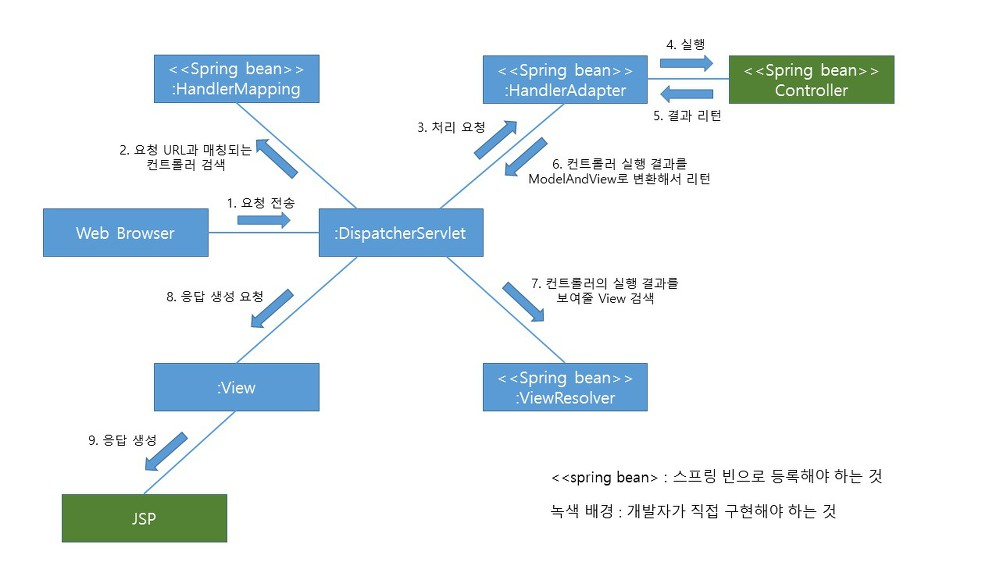 4. 실행
<<Spring bean>>
:HandlerMapping
<<Spring bean>>
:HandlerAdapter
<<Spring bean>>
Controller
5. 결과 리턴
3. 처리 요청
2. 요청 URL과 매칭되는
컨트롤러 검색
6. 컨트롤러 실행 결과를
ModelAndView로 변환해서 리턴
1. 요청 전송
Web Browser
:DispatcherServlet
8. 응답 생성 요청
7. 컨트롤러의 실행 결과를
보여줄 View 검색
:View
<<Spring bean>>
:ViewResolver
9. 응답 생성
<<spring bean> : 스프링 빈으로 등록해야 하는 것
JSP
녹색 배경 : 개발자가 직접 구현해야 하는 것